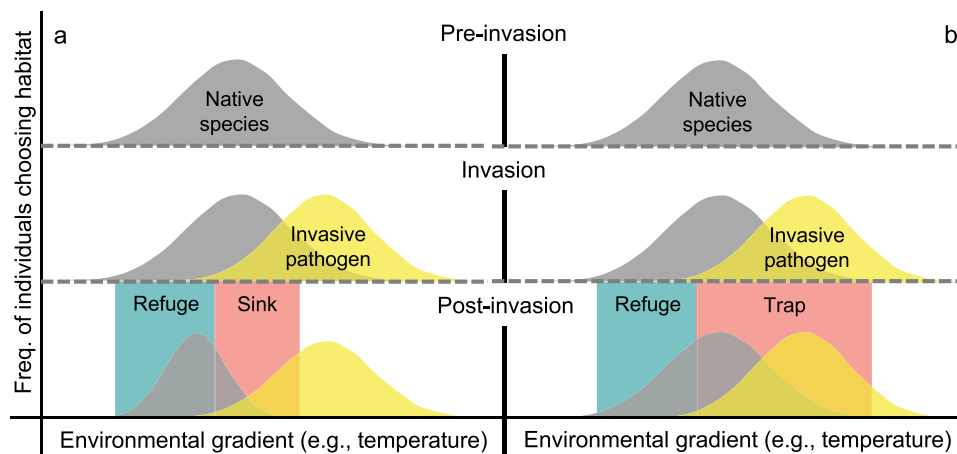 Freq. of individuals choosing habitat
a
Pre-invasion
b
Native
species
Native
species
Invasion
Invasive
pathogen
Invasive
pathogen
Refuge
Sink
Post-invasion
Refuge
Trap
Environmental gradient (e.g., temperature)
Environmental gradient (e.g., temperature)